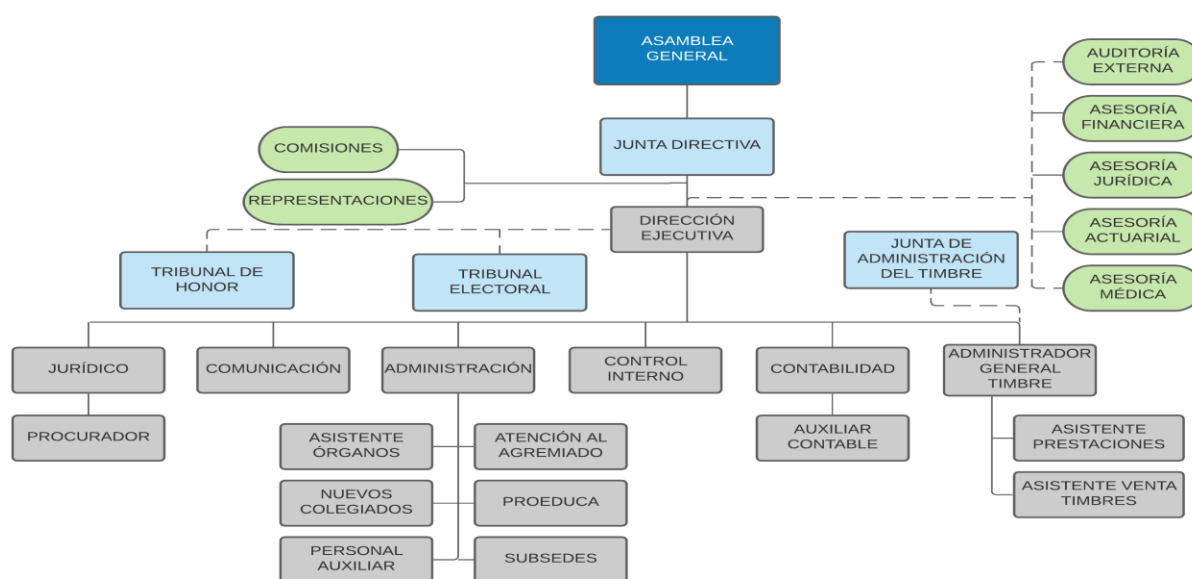 ASAMBLEA
GENERAL
AUDITORÍA
EXTERNA
ASESORÍA
FINANCIERA
JUNTA DIRECTIVA
COMISIONES
ASESORÍA
JURÍDICA
REPRESENTACIONES
DIRECCIÓN
EJECUTIVA
ASESORÍA
ACTUARIAL
JUNTA DE
ADMINISTRACIÓN
DEL TIMBRE
TRIBUNAL DE
HONOR
TRIBUNAL
ELECTORAL
ASESORÍA
MÉDICA
JURÍDICO
COMUNICACIÓN
ADMINISTRACIÓN
CONTROL
INTERNO
CONTABILIDAD
ADMINISTRADOR
GENERAL
TIMBRE
PROCURADOR
ASISTENTE
ÓRGANOS
ATENCIÓN AL
AGREMIADO
AUXILIAR
CONTABLE
ASISTENTE
PRESTACIONES
NUEVOS
COLEGIADOS
PROEDUCA
ASISTENTE VENTA
TIMBRES
PERSONAL
AUXILIAR
SUBSEDES